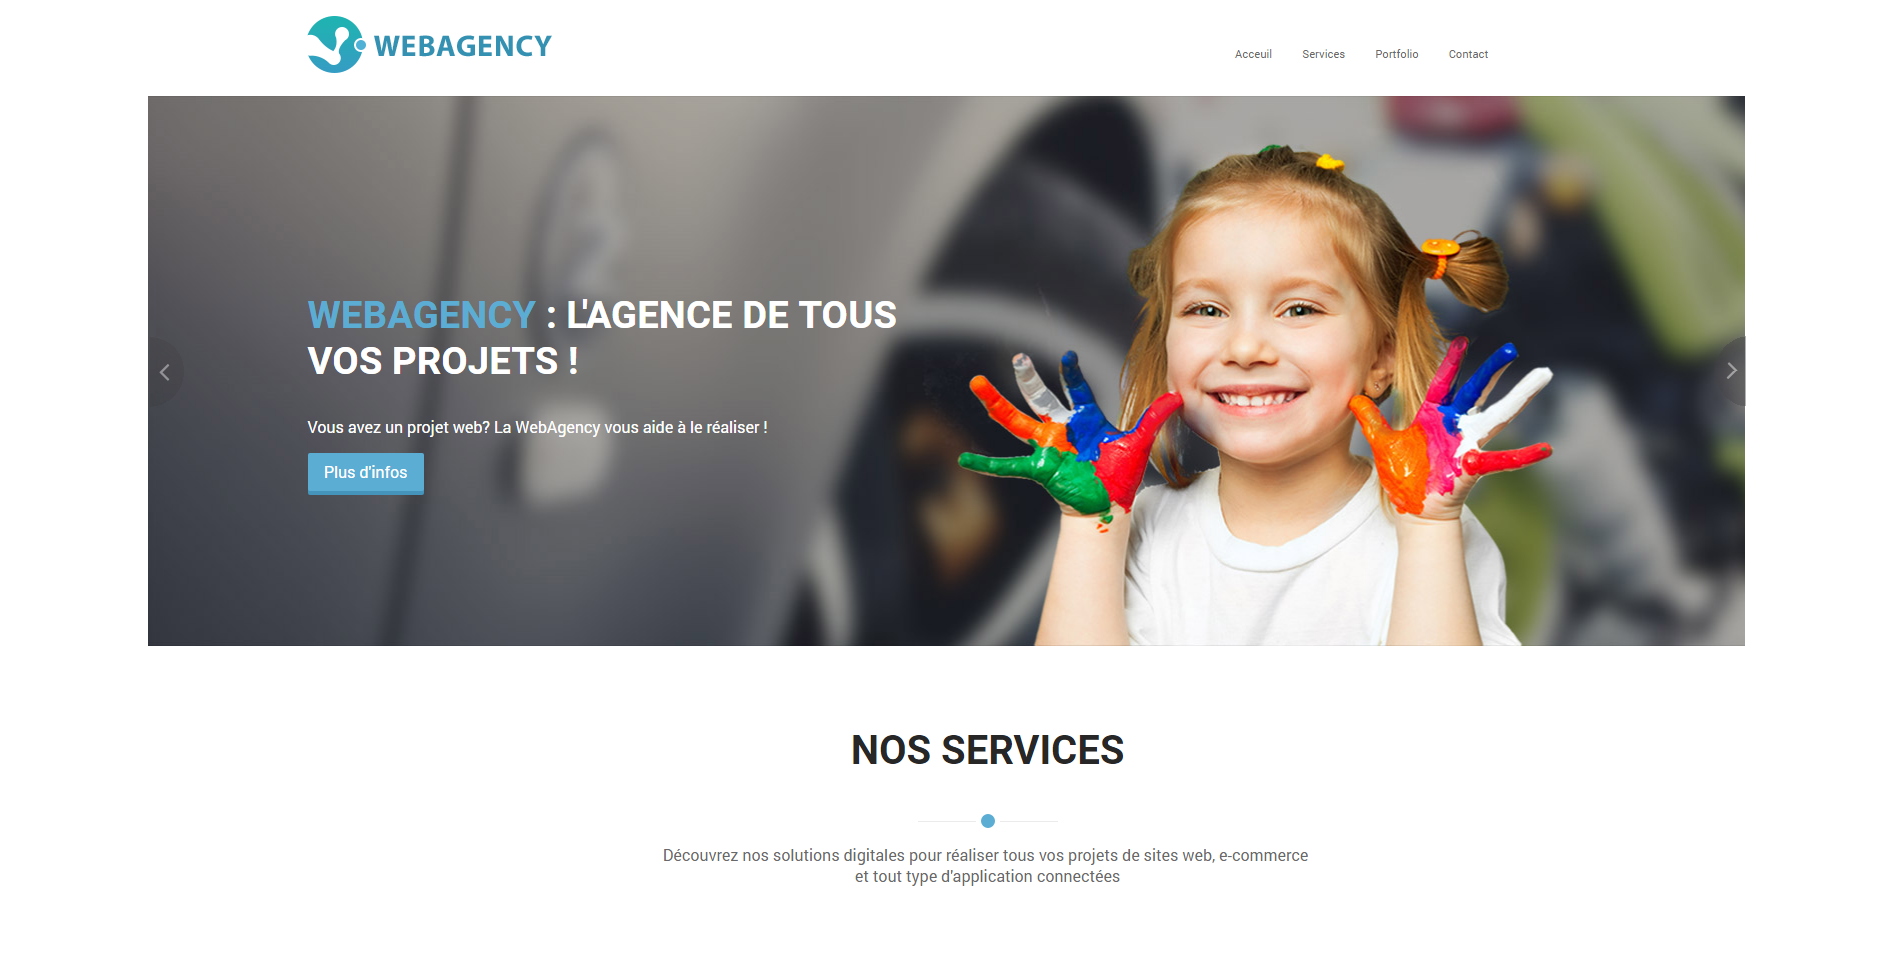 WEBAGENCY
Acceuil Services Portfolio Contact
WEBAGENCY : L'AGENCE DE TOUS
VOS PROJETS !
Vous avez un projet web? La WebAgency vous aide à le réaliser !
Plus d'infos
NOS SERVICES
Découvrez nos solutions digitales pour réaliser tous vos projets de sites web, e-commerce
et tout type d'application connectées